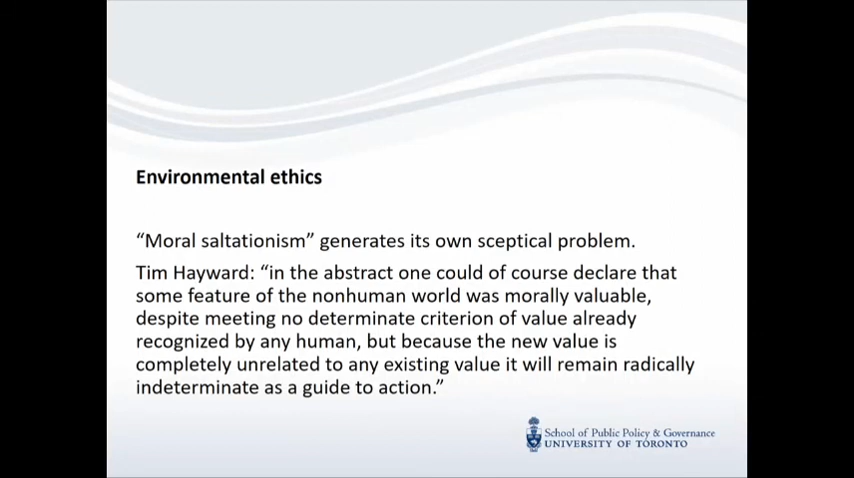 Environmental ethics
“Moral saltationism” generates its own sceptical problem.
Tim Hayward: “in the abstract one could of course declare that
some feature of the nonhuman world was morally valuable,
despite meeting no determinate criterion of value already
recognized by any human, but because the new value is
completely unrelated to any existing value it will remain radically
indeterminate as a guide to action.”
School of Public Policy & Governance
UNIVERSITY OF TORONTO